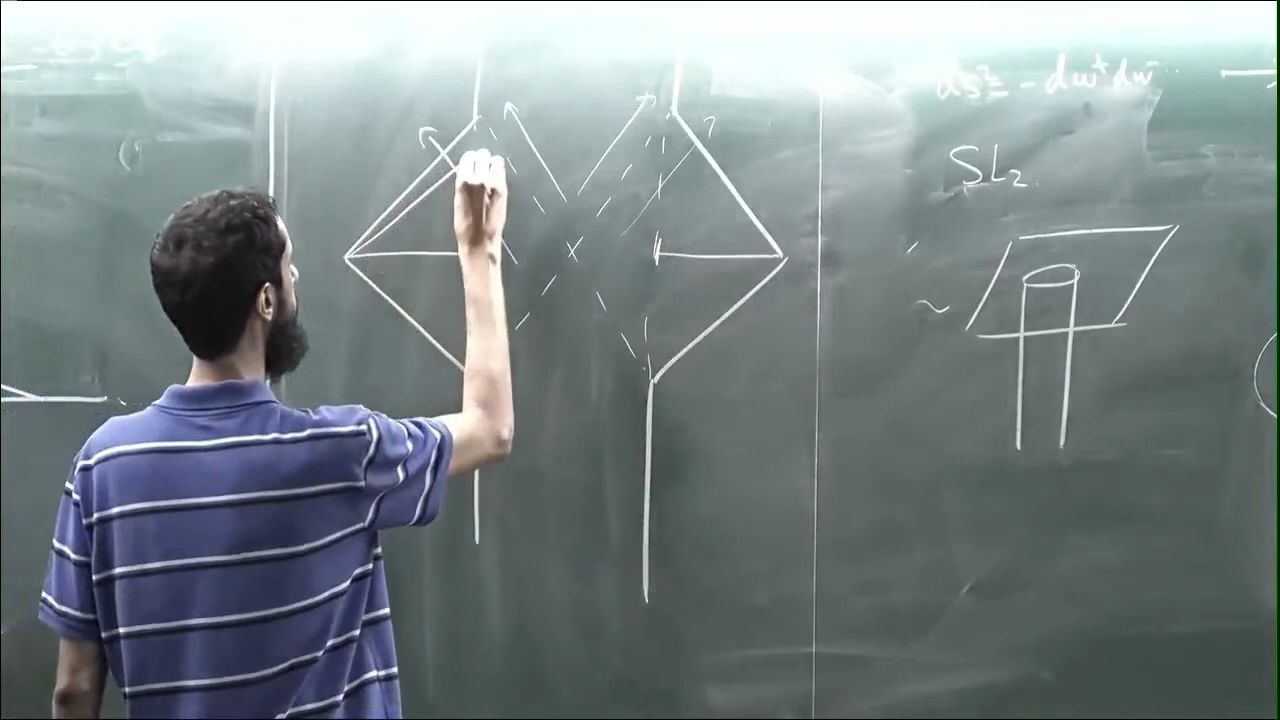 ds² = - dw⁺ dw⁻ ...
SL₂
~